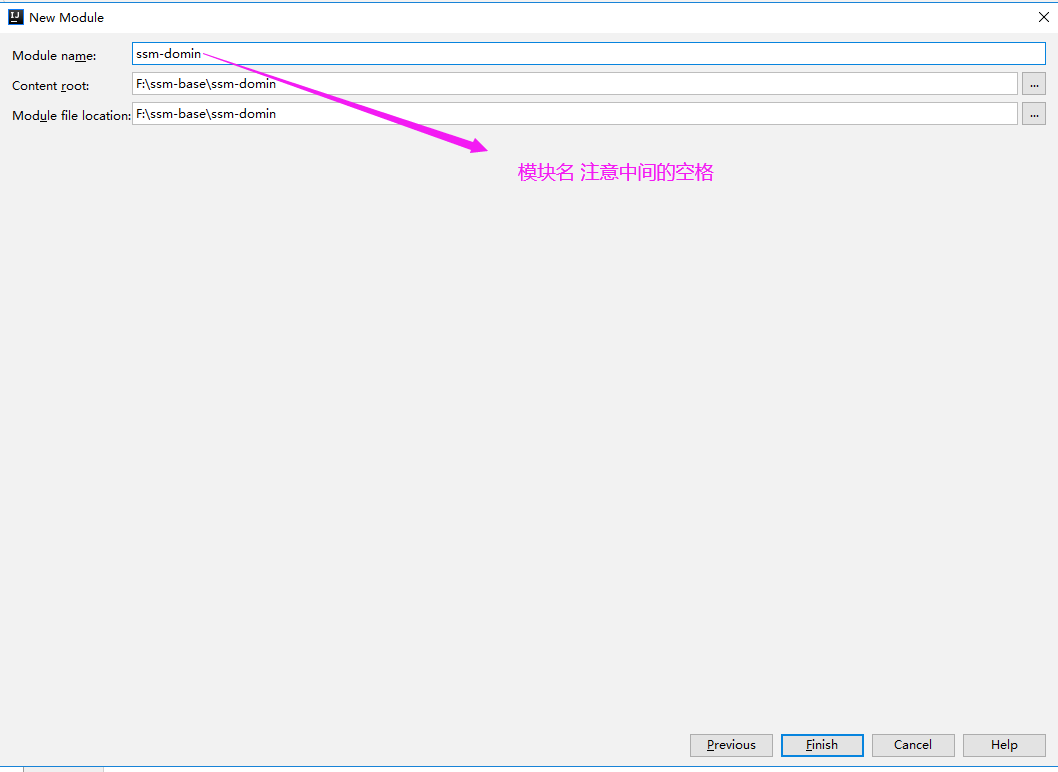 New Module
Module name: ssm-domin
Content root: F:\ssm-base\ssm-domin ...
Module file location: F:\ssm-base\ssm-domin ...
模块名 注意中间的空格
Previous Finish Cancel Help